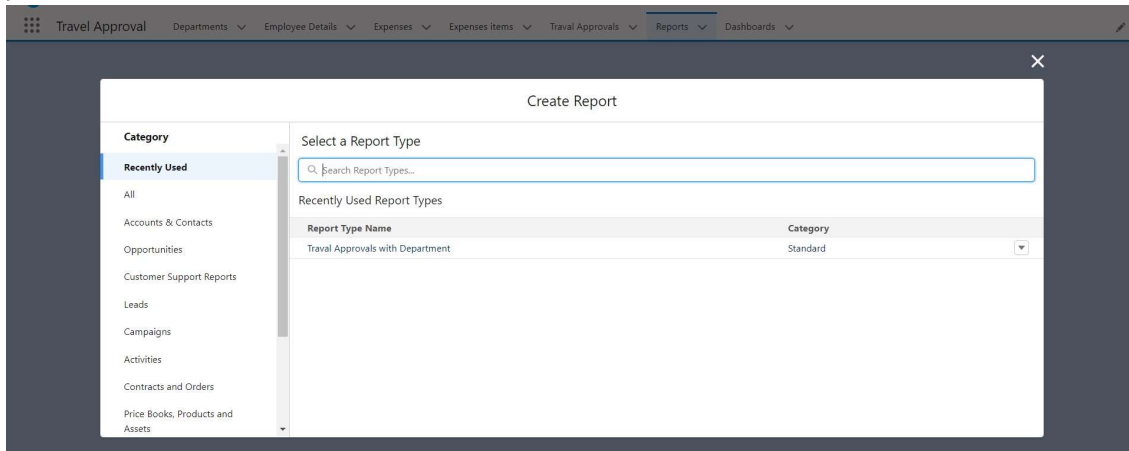 Travel Approval Departments Employee Details Expenses Expenses items Traval Approvals Reports Dashboards
Create Report
Category
Recently Used
All
Accounts & Contacts
Opportunities
Customer Support Reports
Leads
Campaigns
Activities
Contracts and Orders
Price Books, Products and
Assets
Select a Report Type
Search Report Types...
Recently Used Report Types
Report Type Name Category
Traval Approvals with Department Standard